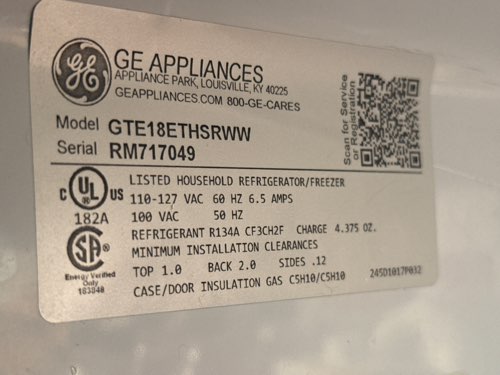 GE APPLIANCES
APPLIANCE PARK, LOUISVILLE, KY 40225
GEAPPLIANCES.COM 800-GE-CARES
Scan for Service
or Registration
Model GTE18ETHSRWW
Serial RM717049
C UL US
182A
LISTED HOUSEHOLD REFRIGERATOR/FREEZER
110-127 VAC 60 HZ 6.5 AMPS
100 VAC 50 HZ
REFRIGERANT R134A CF3CH2F CHARGE 4.375 OZ.
MINIMUM INSTALLATION CLEARANCES
TOP 1.0 BACK 2.0 SIDES .12
CASE/DOOR INSULATION GAS C5H10/C5H10
245D1017P032
SA
Energy Verified
Only
183840